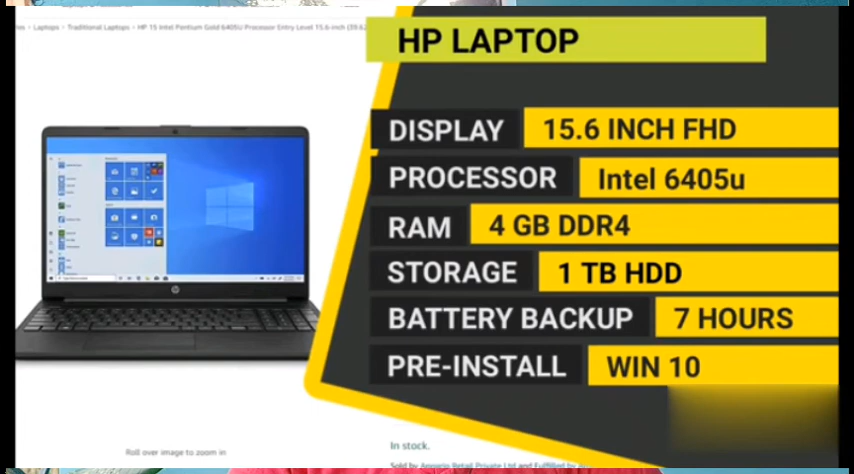 Laptops › Traditional Laptops › HP 15 Intel Pentium Gold 6405U Processor Entry Level 15.6-inch (39.62
HP LAPTOP
DISPLAY 15.6 INCH FHD
PROCESSOR Intel 6405u
RAM 4 GB DDR4
STORAGE 1 TB HDD
BATTERY BACKUP 7 HOURS
PRE-INSTALL WIN 10
Roll over image to zoom in
In stock.
Sold by Appario Retail Private Ltd and Fulfilled by